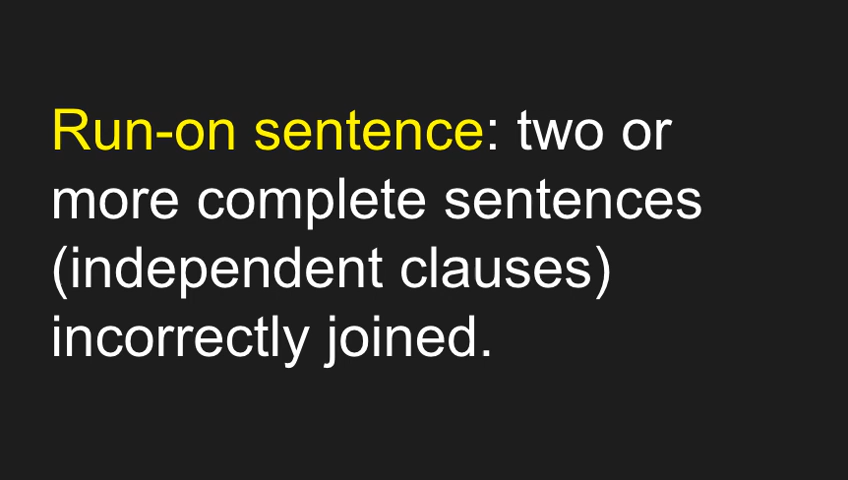 Run-on sentence: two or
more complete sentences
(independent clauses)
incorrectly joined.